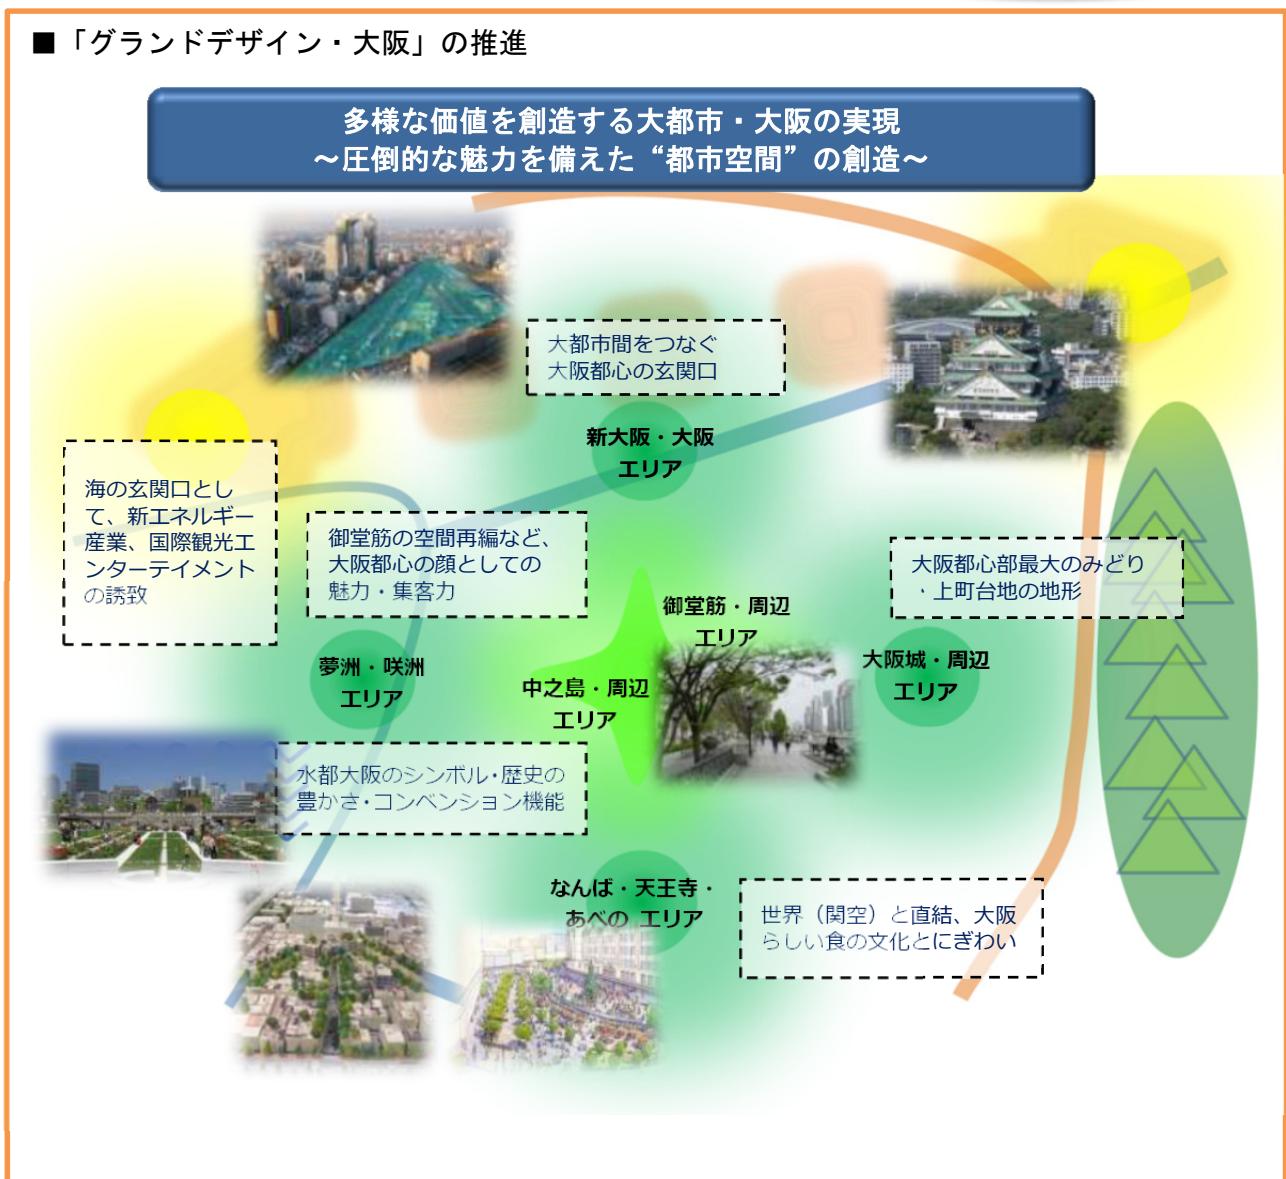 ■「グランドデザイン・大阪」の推進
多様な価値を創造する大都市・大阪の実現
～圧倒的な魅力を備えた“都市空間”の創造～
大都市間をつなぐ
大阪都心の玄関口
新大阪・大阪
エリア
海の玄関口とし
て、新エネルギー
産業、国際観光エ
ンターテイメント
の誘致
御堂筋の空間再編など、
大阪都心の顔としての
魅力・集客力
大阪都心部最大のみどり
・上町台地の地形
御堂筋・周辺
エリア
夢洲・咲洲
エリア
中之島・周辺
エリア
大阪城・周辺
エリア
水都大阪のシンボル・歴史の
豊かさ・コンベンション機能
なんば・天王寺・
あべの エリア
世界（関空）と直結、大阪
らしい食の文化とにぎわい